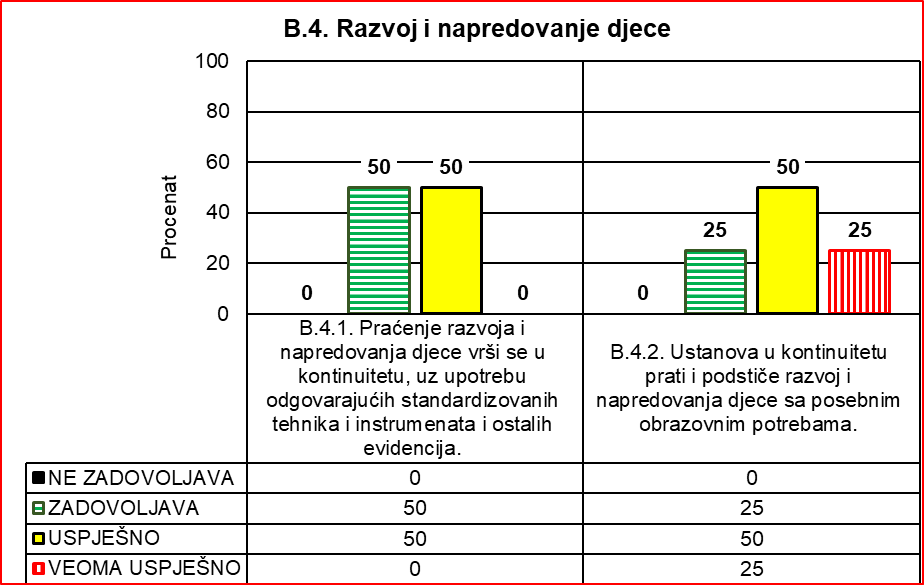 B.4. Razvoj i napredovanje djece
Procenat
100
80
60
40
20
0
0
50
50
0
0
25
50
25
B.4.1. Praćenje razvoja i
napredovanja djece vrši se u
kontinuitetu, uz upotrebu
odgovarajućih standardizovanih
tehnika i instrumenata i ostalih
evidencija.
B.4.2. Ustanova u kontinuitetu
prati i podstiče razvoj i
napredovanja djece sa posebnim
obrazovnim potrebama.
NE ZADOVOLJAVA 0 0
ZADOVOLJAVA 50 25
USPJEŠNO 50 50
VEOMA USPJEŠNO 0 25